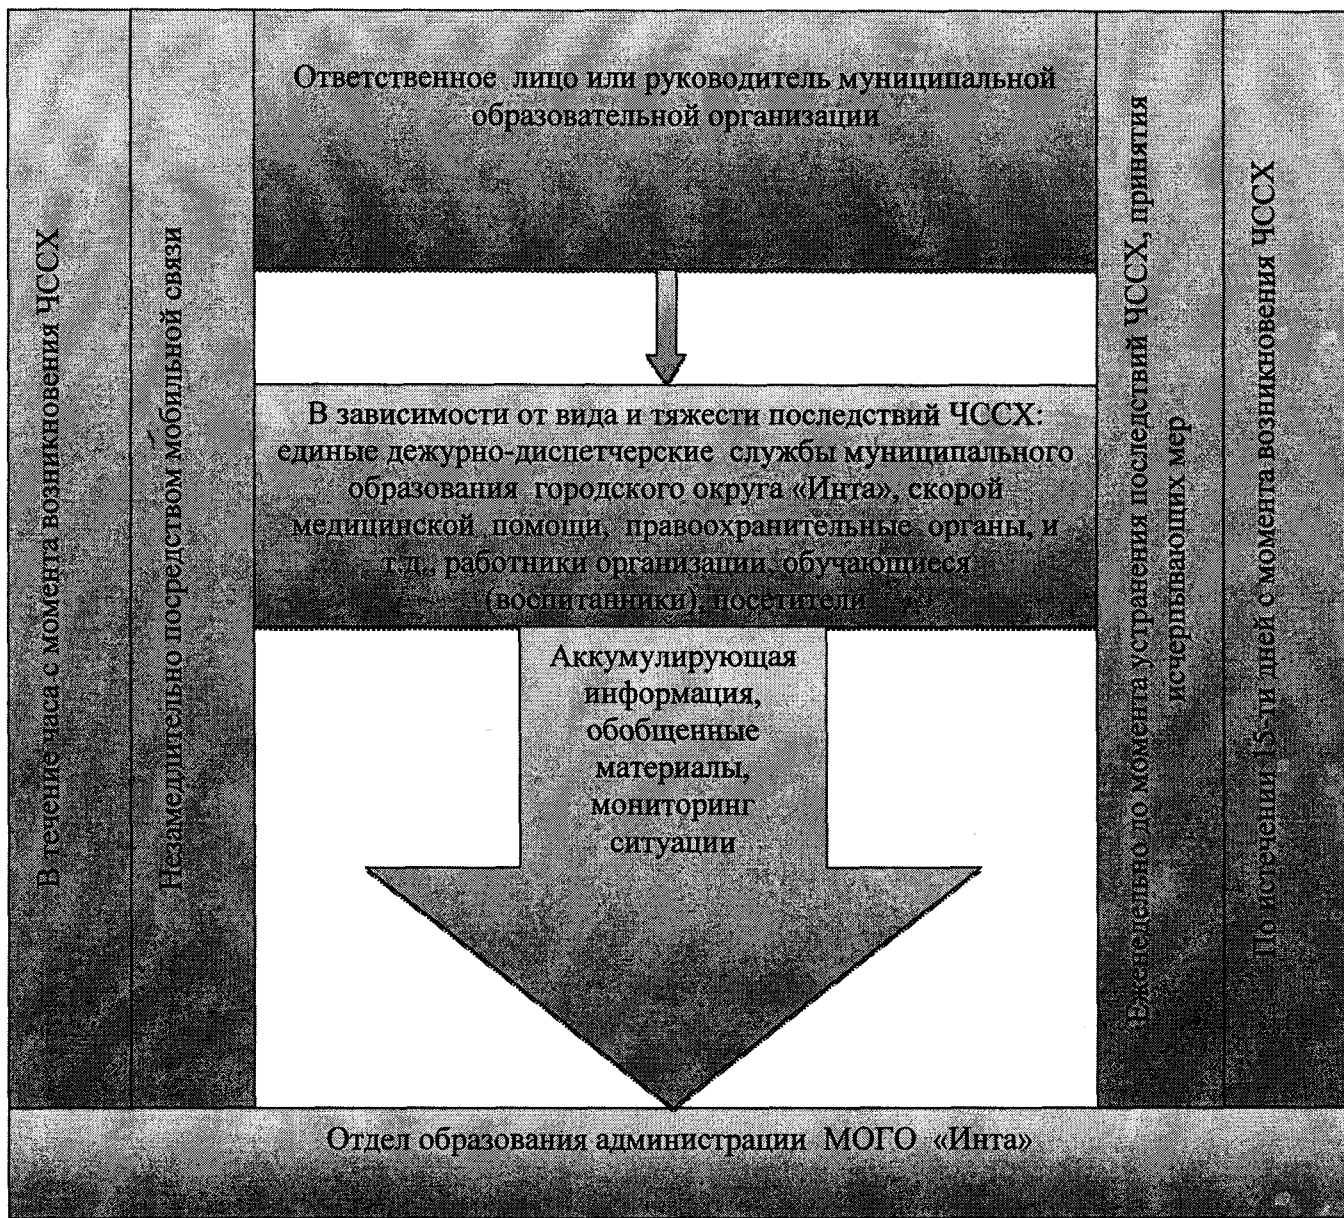 В течение часа с момента возникновения ЧССХ
Незамедлительно посредством мобильной связи
Ответственное лицо или руководитель муниципальной
образовательной организации
В зависимости от вида и тяжести последствий ЧССХ:
единые дежурно-диспетчерские службы муниципального
образования городского округа «Инта», скорой
медицинской помощи, правоохранительные органы, и
т.д., работники организации, обучающиеся
(воспитанники), посетители
Аккумулирующая
информация,
обобщенные
материалы,
мониторинг
ситуации
Еженедельно до момента устранения последствий ЧССХ, принятия
исчерпывающих мер
По истечении 15-ти дней с момента возникновения ЧССХ
Отдел образования администрации МОГО «Инта»